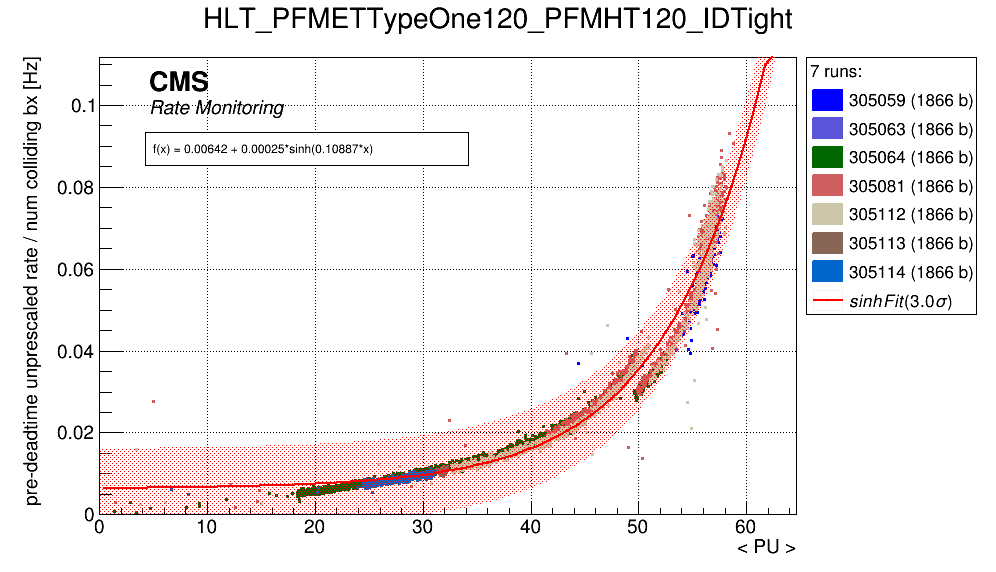 HLT_PFMETTypeOne120_PFMHT120_IDTight
pre-deadtime unprescaled rate / num colliding bx [Hz]
CMS
Rate Monitoring
f(x) = 0.00642 + 0.00025*sinh(0.10887*x)
0.1
0.08
0.06
0.04
0.02
0
0 10 20 30 40 50 60
< PU >
7 runs:
305059 (1866 b)
305063 (1866 b)
305064 (1866 b)
305081 (1866 b)
305112 (1866 b)
305113 (1866 b)
305114 (1866 b)
sinhFit(3.0σ)